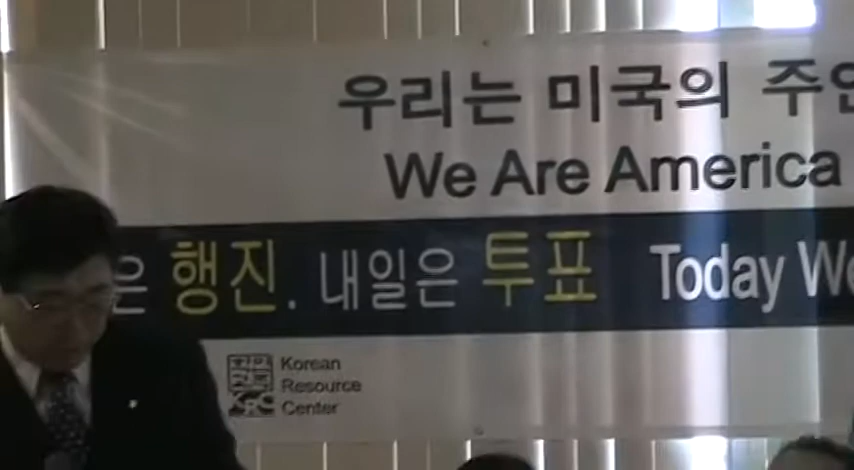 우리는 미국의 주인
We Are America
은 행진. 내일은 투표 Today We
Korean
Resource
Center